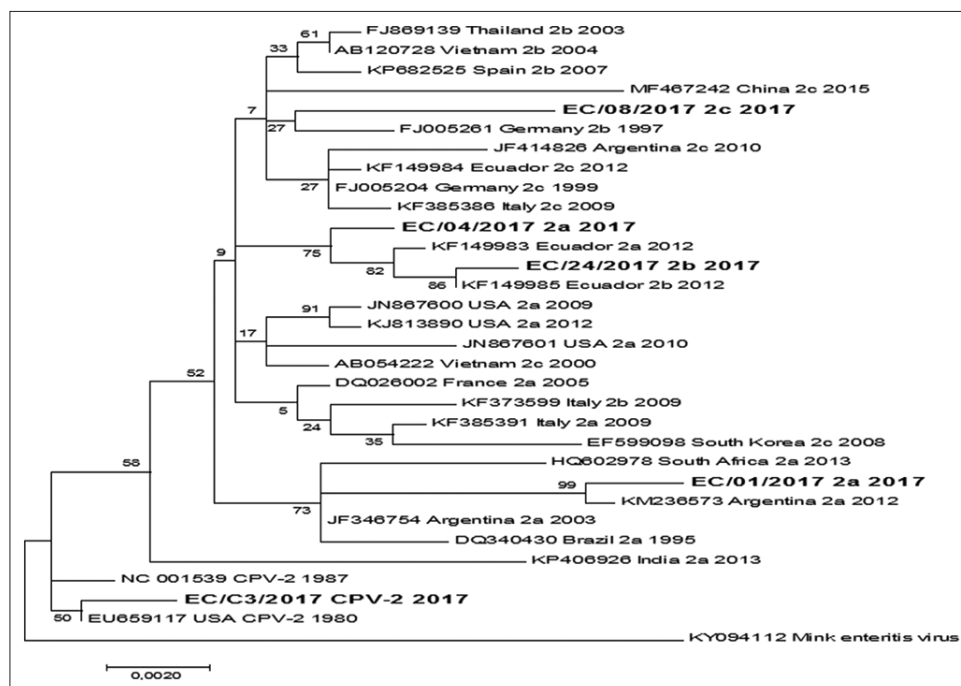 61
FJ869139 Thailand 2b 2003
33
AB120728 Vietnam 2b 2004
KP682525 Spain 2b 2007
MF467242 China 2c 2015
7
EC/08/2017 2c 2017
27
FJ005261 Germany 2b 1997
JF414826 Argentina 2c 2010
KF149984 Ecuador 2c 2012
27
FJ005204 Germany 2c 1999
KF385386 Italy 2c 2009
EC/04/2017 2a 2017
9
75
KF149983 Ecuador 2a 2012
82
EC/24/2017 2b 2017
86
KF149985 Ecuador 2b 2012
91
JN867600 USA 2a 2009
KJ813890 USA 2a 2012
17
JN867601 USA 2a 2010
AB054222 Vietnam 2c 2000
52
DQ026002 France 2a 2005
5
KF373599 Italy 2b 2009
24
KF385391 Italy 2a 2009
35
EF599098 South Korea 2c 2008
58
HQ602978 South Africa 2a 2013
99
EC/01/2017 2a 2017
73
KM236573 Argentina 2a 2012
JF346754 Argentina 2a 2003
DQ340430 Brazil 2a 1995
KP406926 India 2a 2013
NC 001539 CPV-2 1987
EC/C3/2017 CPV-2 2017
50
EU659117 USA CPV-2 1980
KY094112 Mink enteritis virus
0.0020